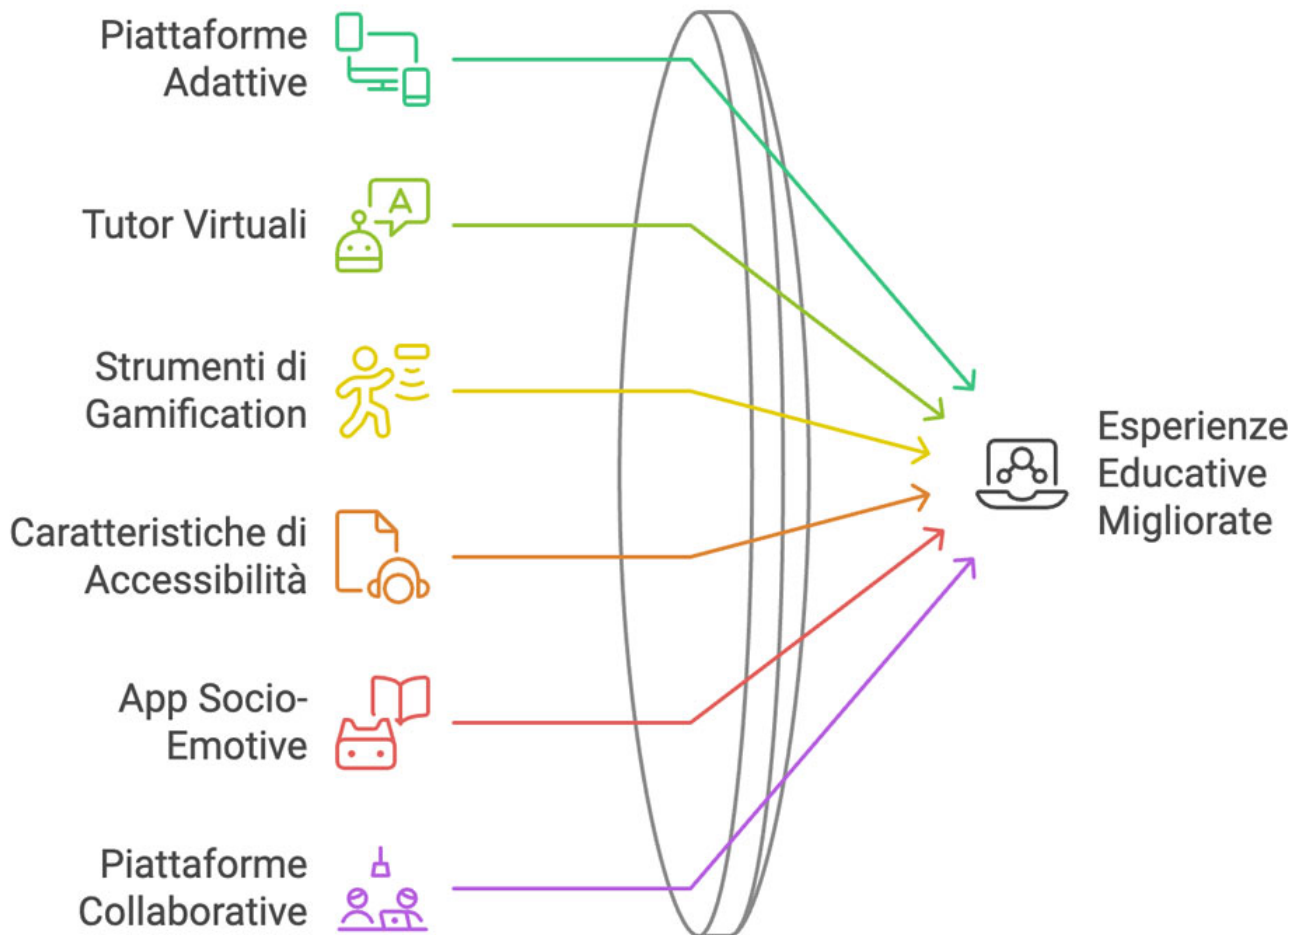 Piattaforme
Adattive
A
Tutor Virtuali
Strumenti di
Gamification
Caratteristiche di
Accessibilità
App Socio-
Emotive
Piattaforme
Collaborative
Esperienze
Educative
Migliorate